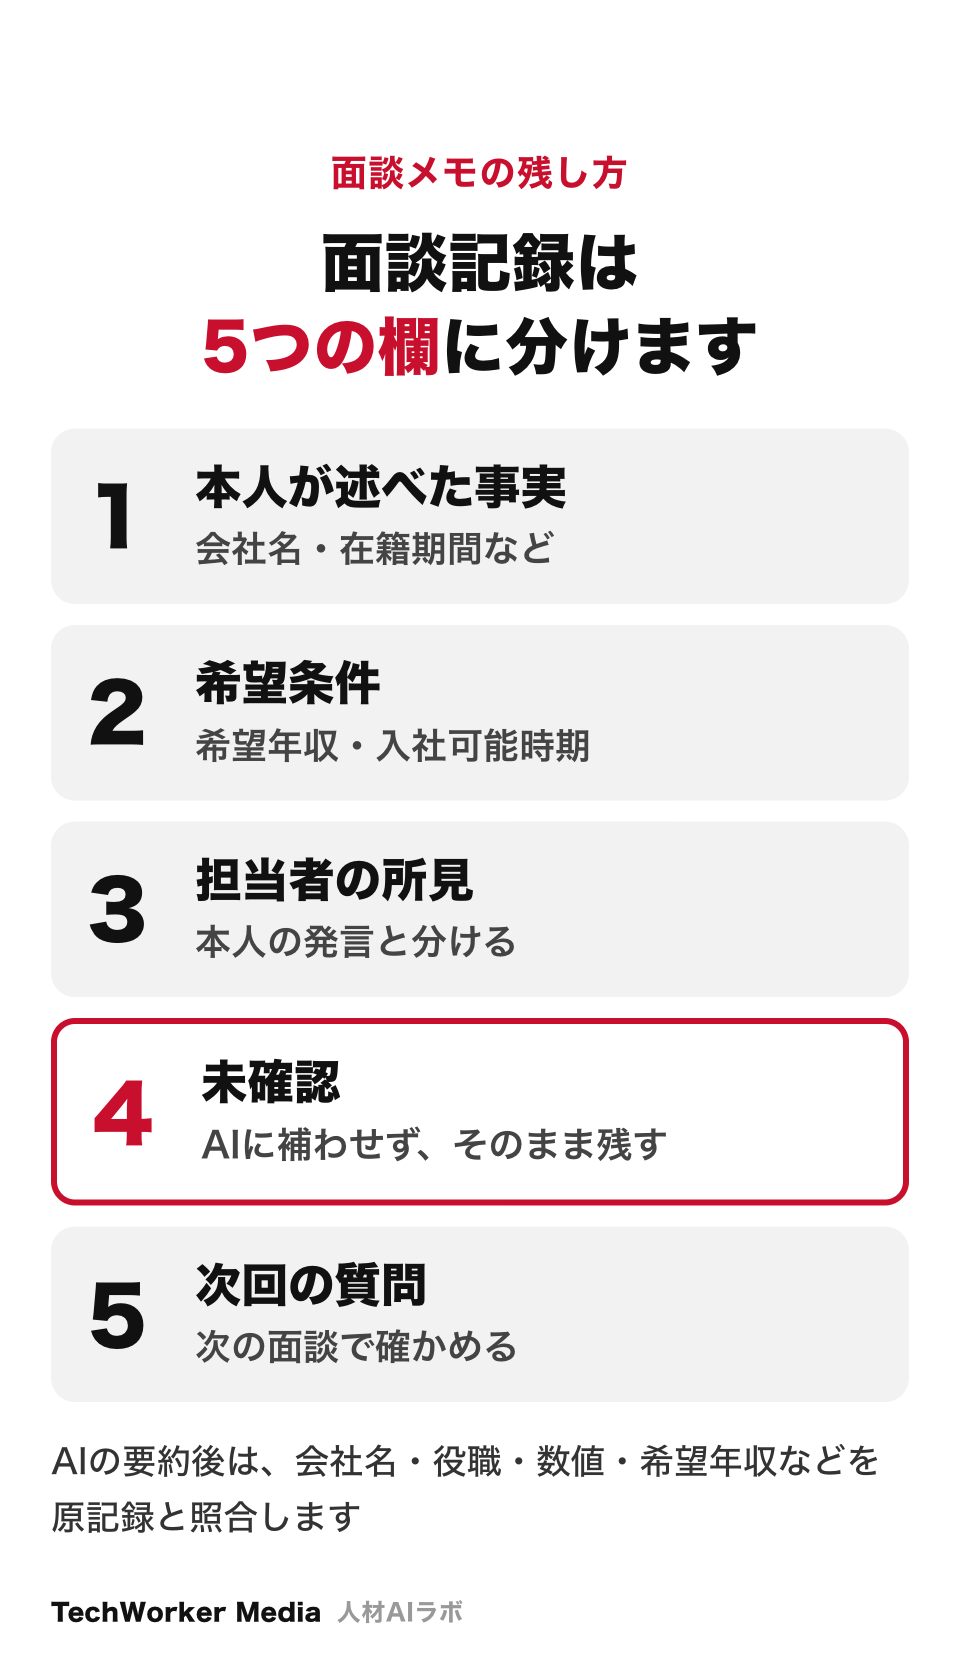 面談メモの残し方
面談記録は
5つの欄に分けます
1
本人が述べた事実
会社名・在籍期間など
2
希望条件
希望年収・入社可能時期
3
担当者の所見
本人の発言と分ける
4
未確認
AIに補わせず、そのまま残す
5
次回の質問
次の面談で確かめる
AIの要約後は、会社名・役職・数値・希望年収などを
原記録と照合します
TechWorker Media 人材AIラボ